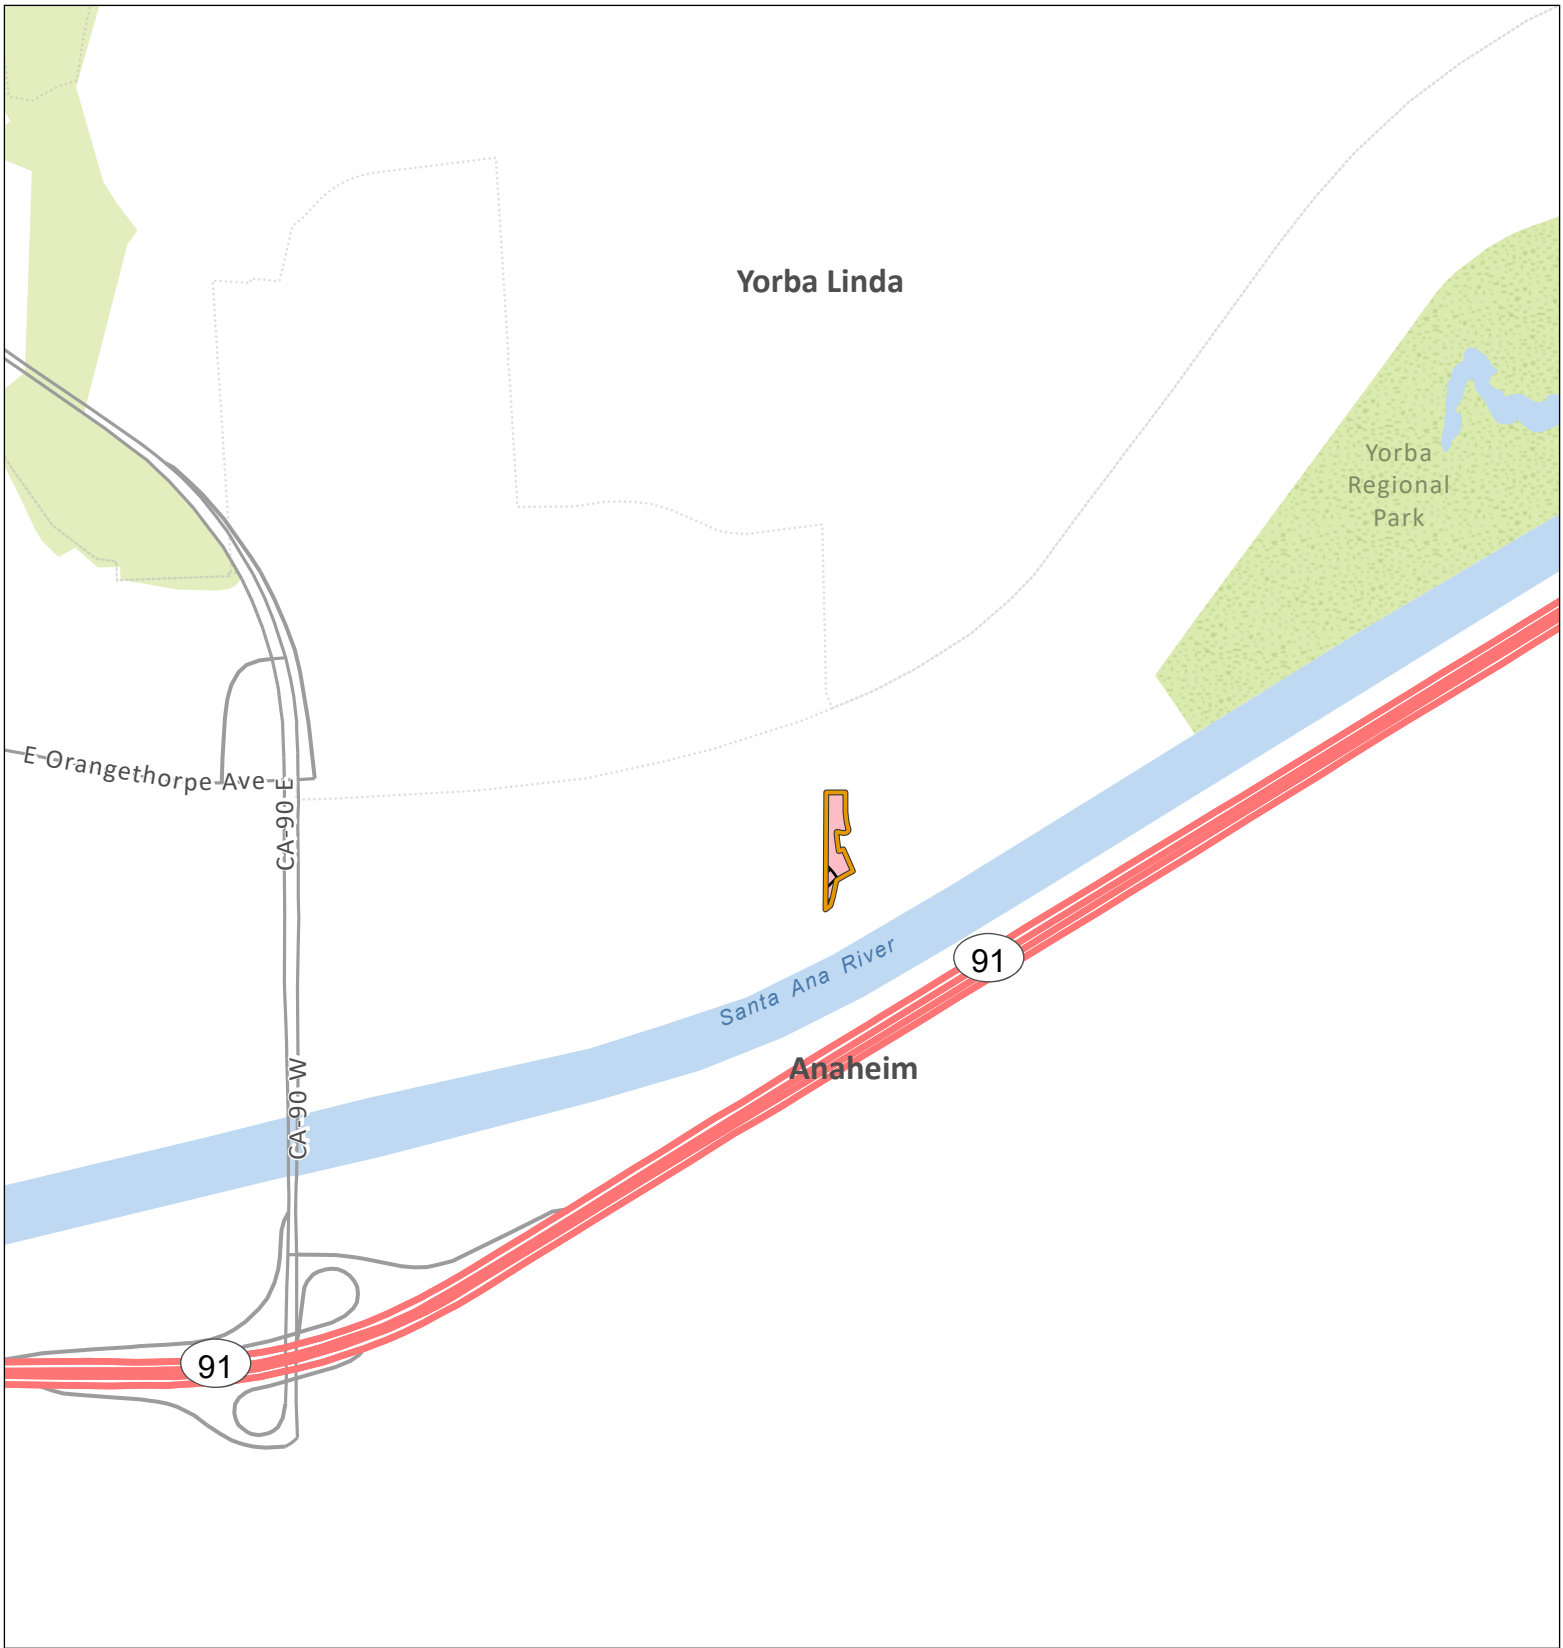 Yorba Linda
Yorba
Regional
Park
E Orangethorpe Ave
CA-90 E
Santa Ana River
91
Anaheim
CA-90 W
91